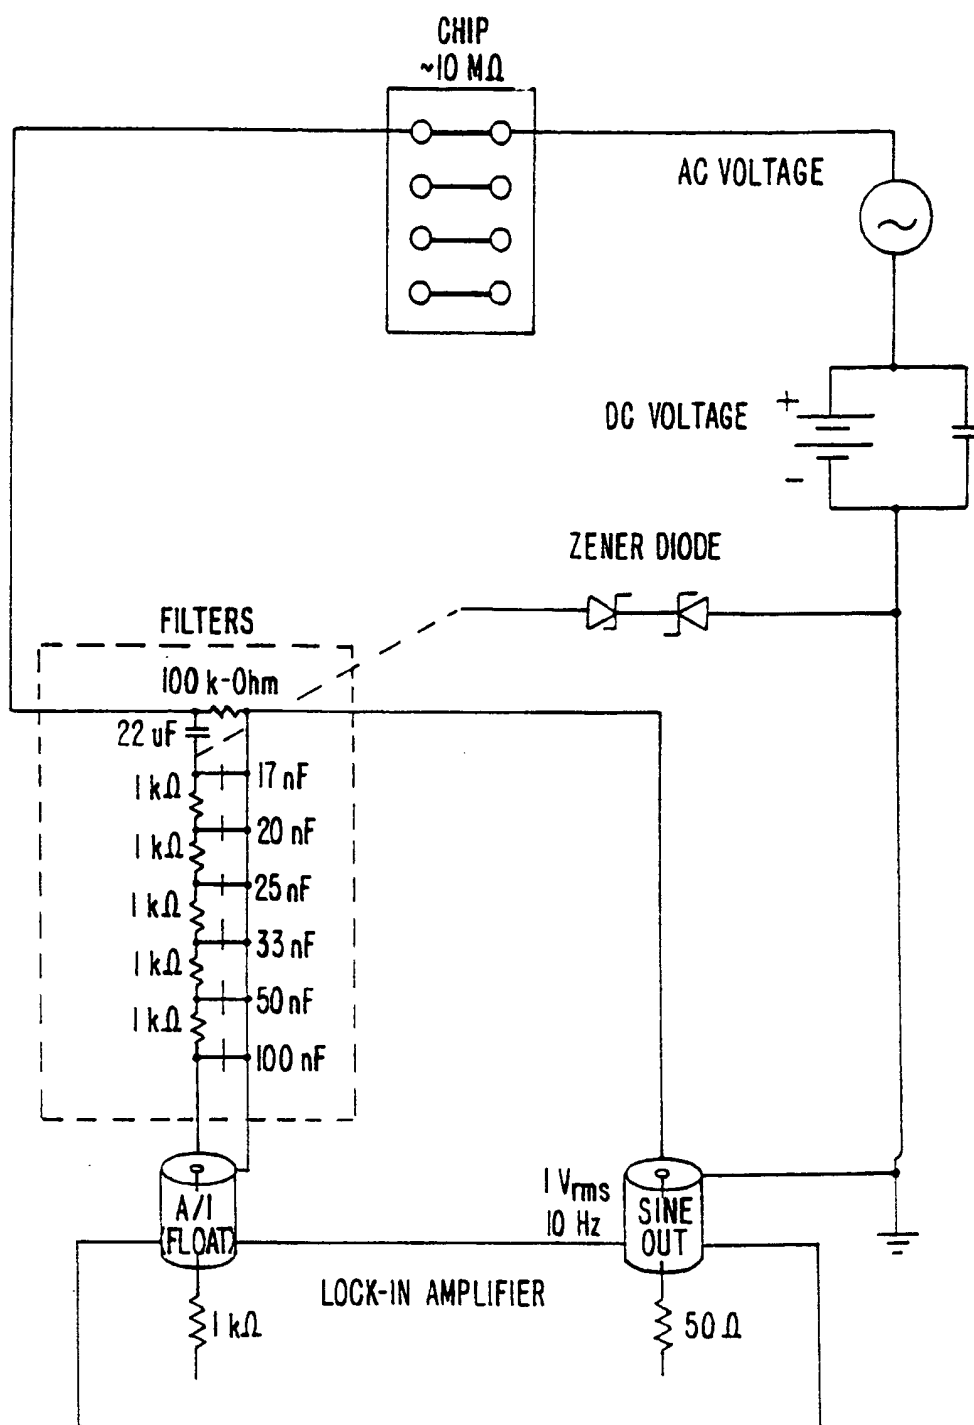 CHIP
~10 MΩ
AC VOLTAGE
DC VOLTAGE
+
−
ZENER DIODE
FILTERS
100 k-Ohm
22 uF
1 kΩ
17 nF
1 kΩ
20 nF
1 kΩ
25 nF
1 kΩ
33 nF
1 kΩ
50 nF
100 nF
A/I
(FLOAT)
1 Vrms
10 Hz
SINE
OUT
LOCK-IN AMPLIFIER
1 kΩ
50 Ω